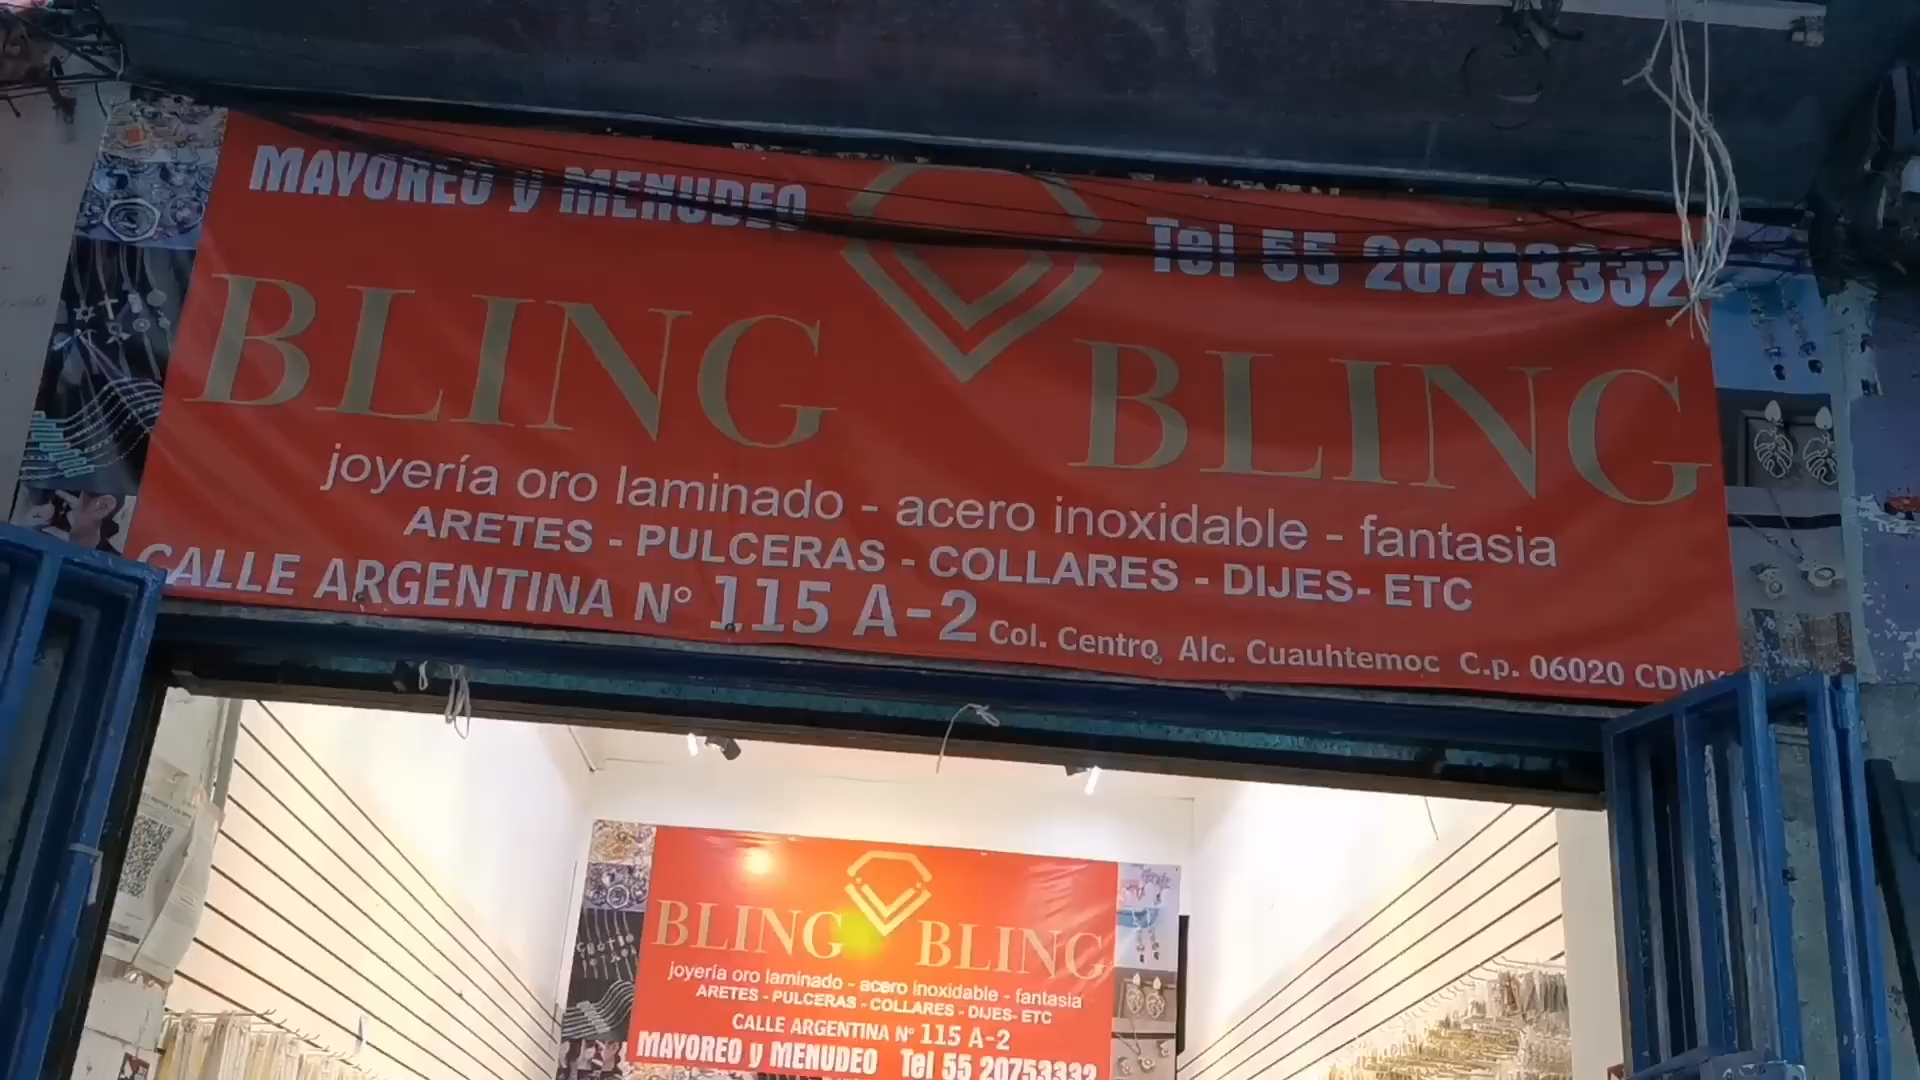 MAYOREO y MENUDEO
Tel 55 20753332
BLING BLING
joyería oro laminado - acero inoxidable - fantasia
ARETES - PULCERAS - COLLARES - DIJES- ETC
CALLE ARGENTINA N° 115 A-2 Col. Centro, Alc. Cuauhtemoc C.p. 06020 CDMX
BLING BLING
joyería oro laminado - acero inoxidable - fantasia
ARETES - PULCERAS - COLLARES - DIJES- ETC
CALLE ARGENTINA N° 115 A-2
MAYOREO y MENUDEO Tel 55 20753332